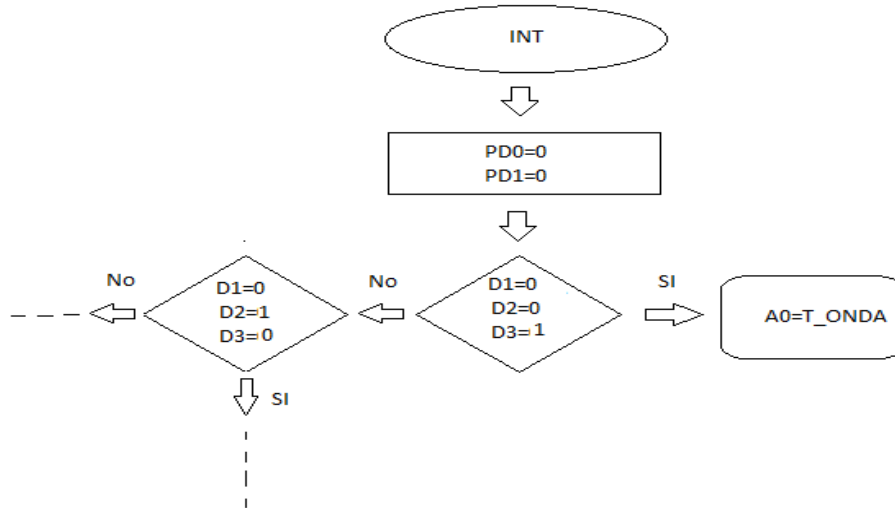 INT
PD0=0
PD1=0
No
D1=0
D2=1
D3=0
SI
No
D1=0
D2=0
D3=1
SI
A0=T_ONDA